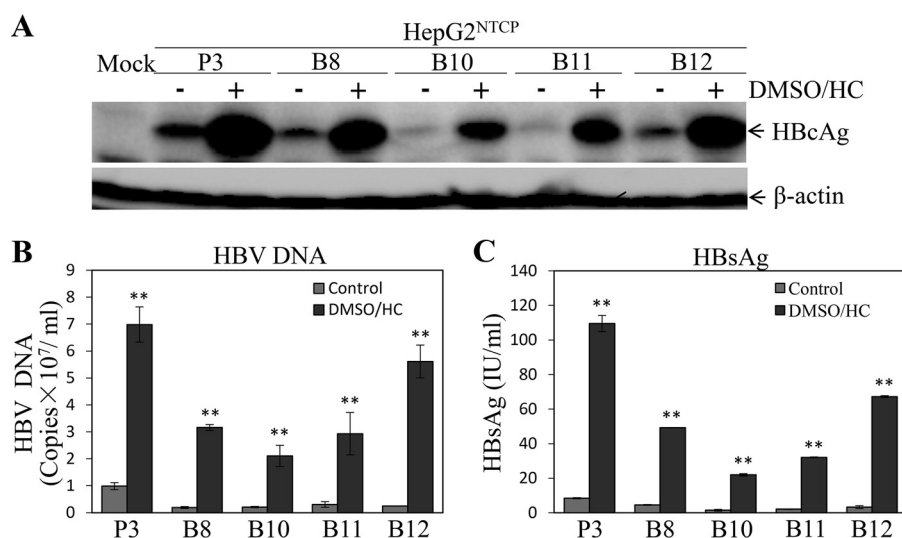 A
HepG2NTCP
Mock P3 B8 B10 B11 B12
- + - + - + - + - + DMSO/HC
HBcAg
β-actin
B
HBV DNA
HBV DNA
((Copies×10⁷/ ml)
9
8
7
6
5
4
3
2
1
0
Control
DMSO/HC
** ** ** ** **
P3 B8 B10 B11 B12
C
HBsAg
HBsAg (IU/ml)
140
120
100
80
60
40
20
0
Control
DMSO/HC
** ** ** ** **
P3 B8 B10 B11 B12